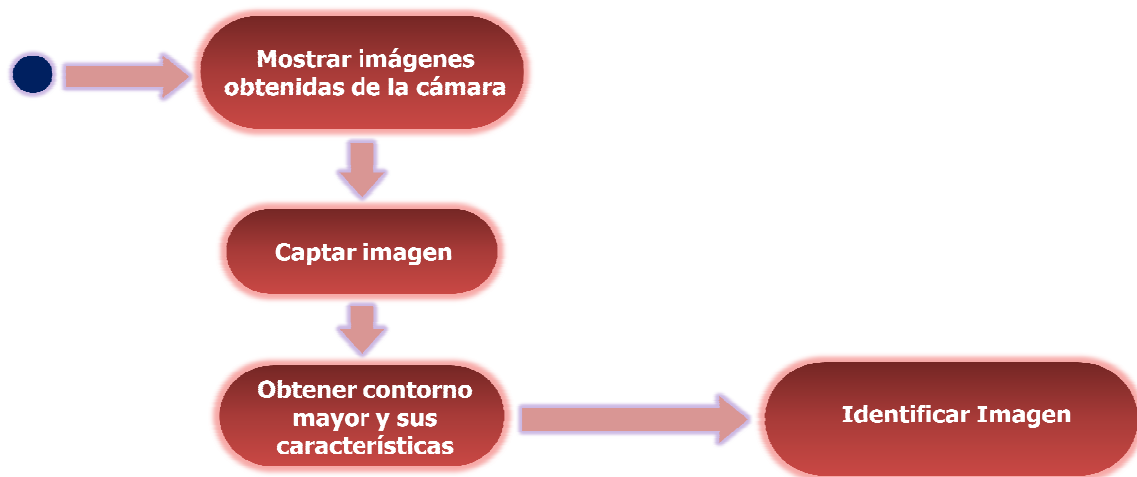 Mostrar imágenes
obtenidas de la cámara
Captar imagen
Obtener contorno
mayor y sus
características
Identificar Imagen